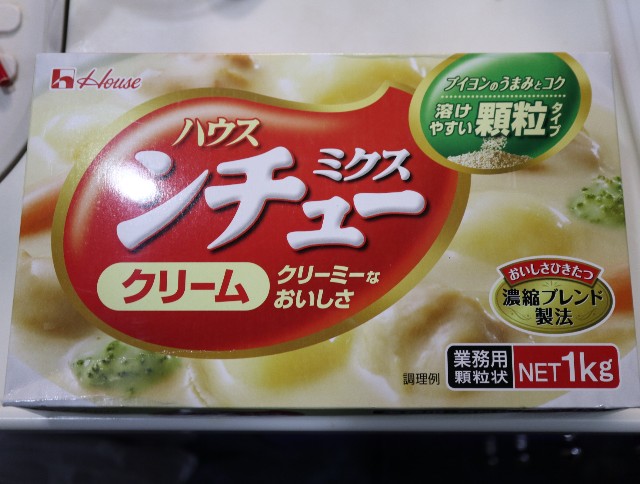 House
ブイヨンのうまみとコク
溶け
やすい
顆粒
タイプ
ハウス
シチューミクス
クリーム
クリーミーな
おいしさ
おいしさひきたつ
濃縮ブレンド
製法
調理例
業務用
顆粒状
NET1kg